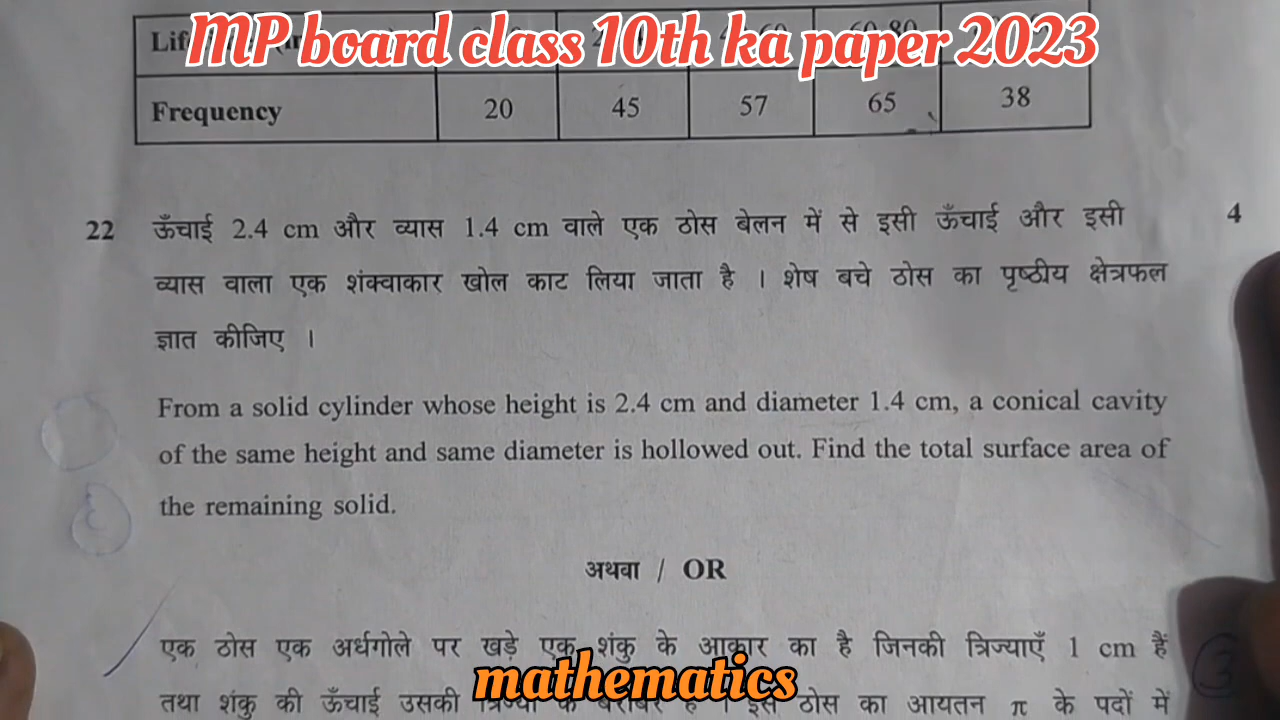 MP board class 10th ka paper 2023
Frequency 20 45 57 65 38
22 ऊँचाई 2.4 cm और व्यास 1.4 cm वाले एक ठोस बेलन में से इसी ऊँचाई और इसी 4
व्यास वाला एक शंक्वाकार खोल काट लिया जाता है । शेष बचे ठोस का पृष्ठीय क्षेत्रफल
ज्ञात कीजिए ।
From a solid cylinder whose height is 2.4 cm and diameter 1.4 cm, a conical cavity
of the same height and same diameter is hollowed out. Find the total surface area of
the remaining solid.
अथवा / OR
एक ठोस एक अर्धगोले पर खड़े एक शंकु के आकार का है जिनकी त्रिज्याएँ 1 cm हैं
mathematics
तथा शंकु की ऊँचाई उसकी ठोस का आयतन π के पदों में